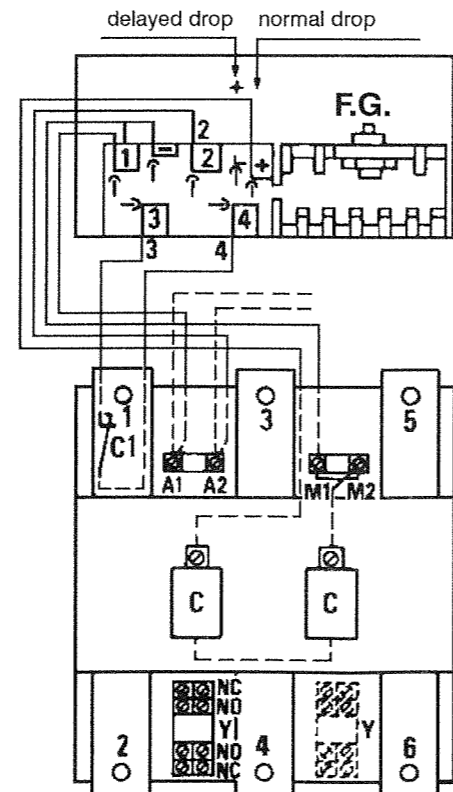 delayed drop normal drop
+
F.G.
2
1 − 2 + +
3 4
3 4
1 3 5
C1
A1 A2 M1 M2
C C
NC
NO
Y
NO
NC
Y
2 4 6